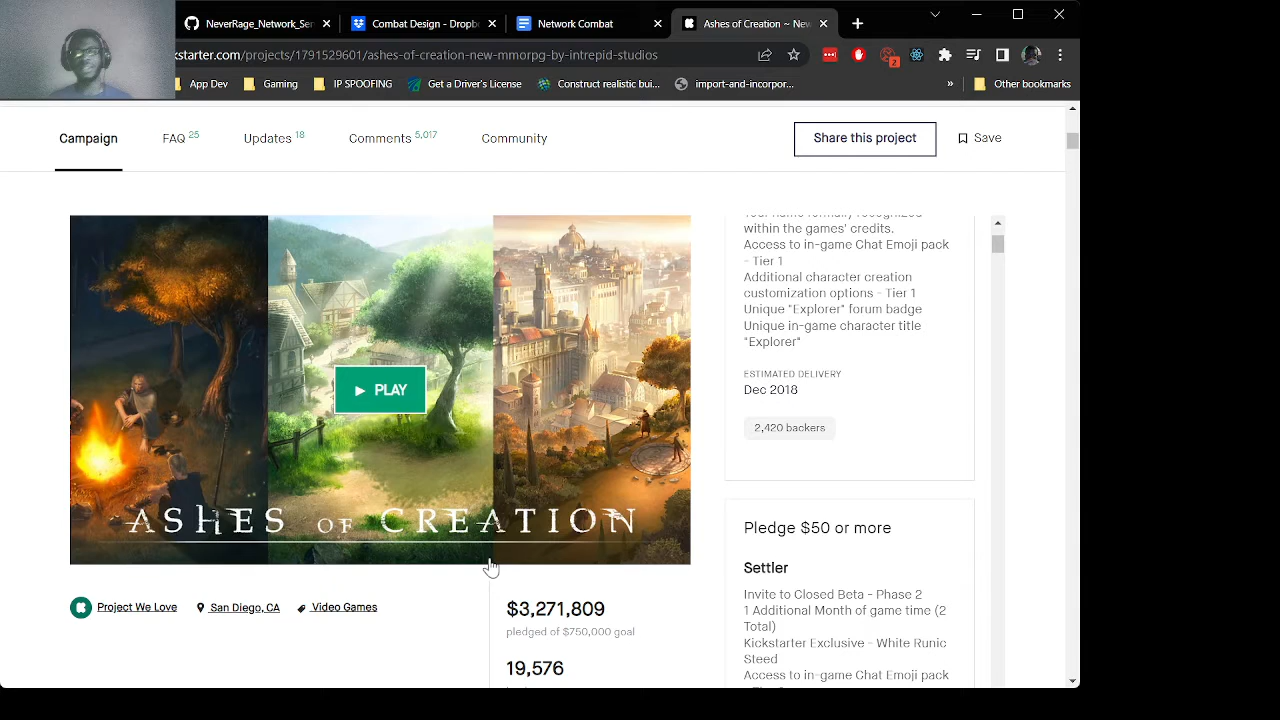 NeverRage_Network_Ser
Combat Design - Dropb
Network Combat
Ashes of Creation ~ New
kstarter.com/projects/1791529601/ashes-of-creation-new-mmorpg-by-intrepid-studios
2
App Dev
Gaming
IP SPOOFING
Get a Driver's License
Construct realistic bui...
import-and-incorpor...
»
Other bookmarks
Campaign
FAQ 25
Updates 18
Comments 5,017
Community
Share this project
Save
PLAY
ASHES OF CREATION
Project We Love
San Diego, CA
Video Games
$3,271,809
pledged of $750,000 goal
19,576
Your name formally recognized
within the games' credits.
Access to in-game Chat Emoji pack
- Tier 1
Additional character creation
customization options - Tier 1
Unique "Explorer" forum badge
Unique in-game character title
"Explorer"
ESTIMATED DELIVERY
Dec 2018
2,420 backers
Pledge $50 or more
Settler
Invite to Closed Beta - Phase 2
1 Additional Month of game time (2
Total)
Kickstarter Exclusive - White Runic
Steed
Access to in-game Chat Emoji pack